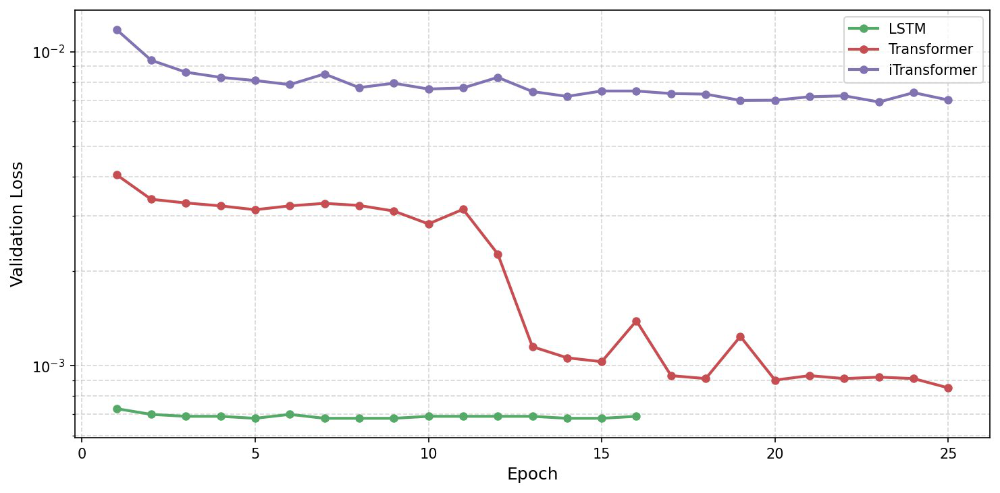 LSTM
Transformer
iTransformer
10⁻²
10⁻³
Validation Loss
0 5 10 15 20 25
Epoch